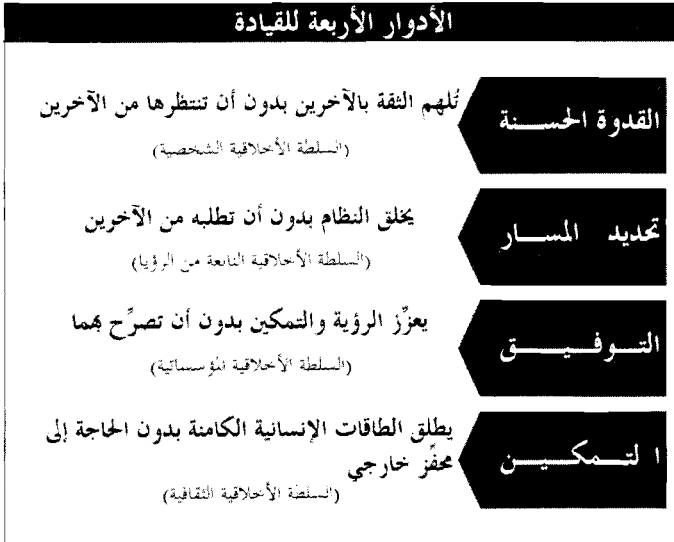 الأدوار الأربعة للقيادة
القدوة الحسنة
تُلهم الثقة بالآخرين بدون أن تنتظرها من الآخرين
(السلطة الأخلاقية الشخصية)
تحديد المسار
يخلق النظام بدون أن تطلبه من الآخرين
(السلطة الأخلاقية النابعة من الرؤيا)
التوفيق
يعزِّز الرؤية والتمكين بدون أن تصرِّح بهما
(السلطة الأخلاقية المؤسساتية)
التمكين
يطلق الطاقات الإنسانية الكامنة بدون الحاجة إلى
محفِّز خارجي
(السلطة الأخلاقية الثقافية)